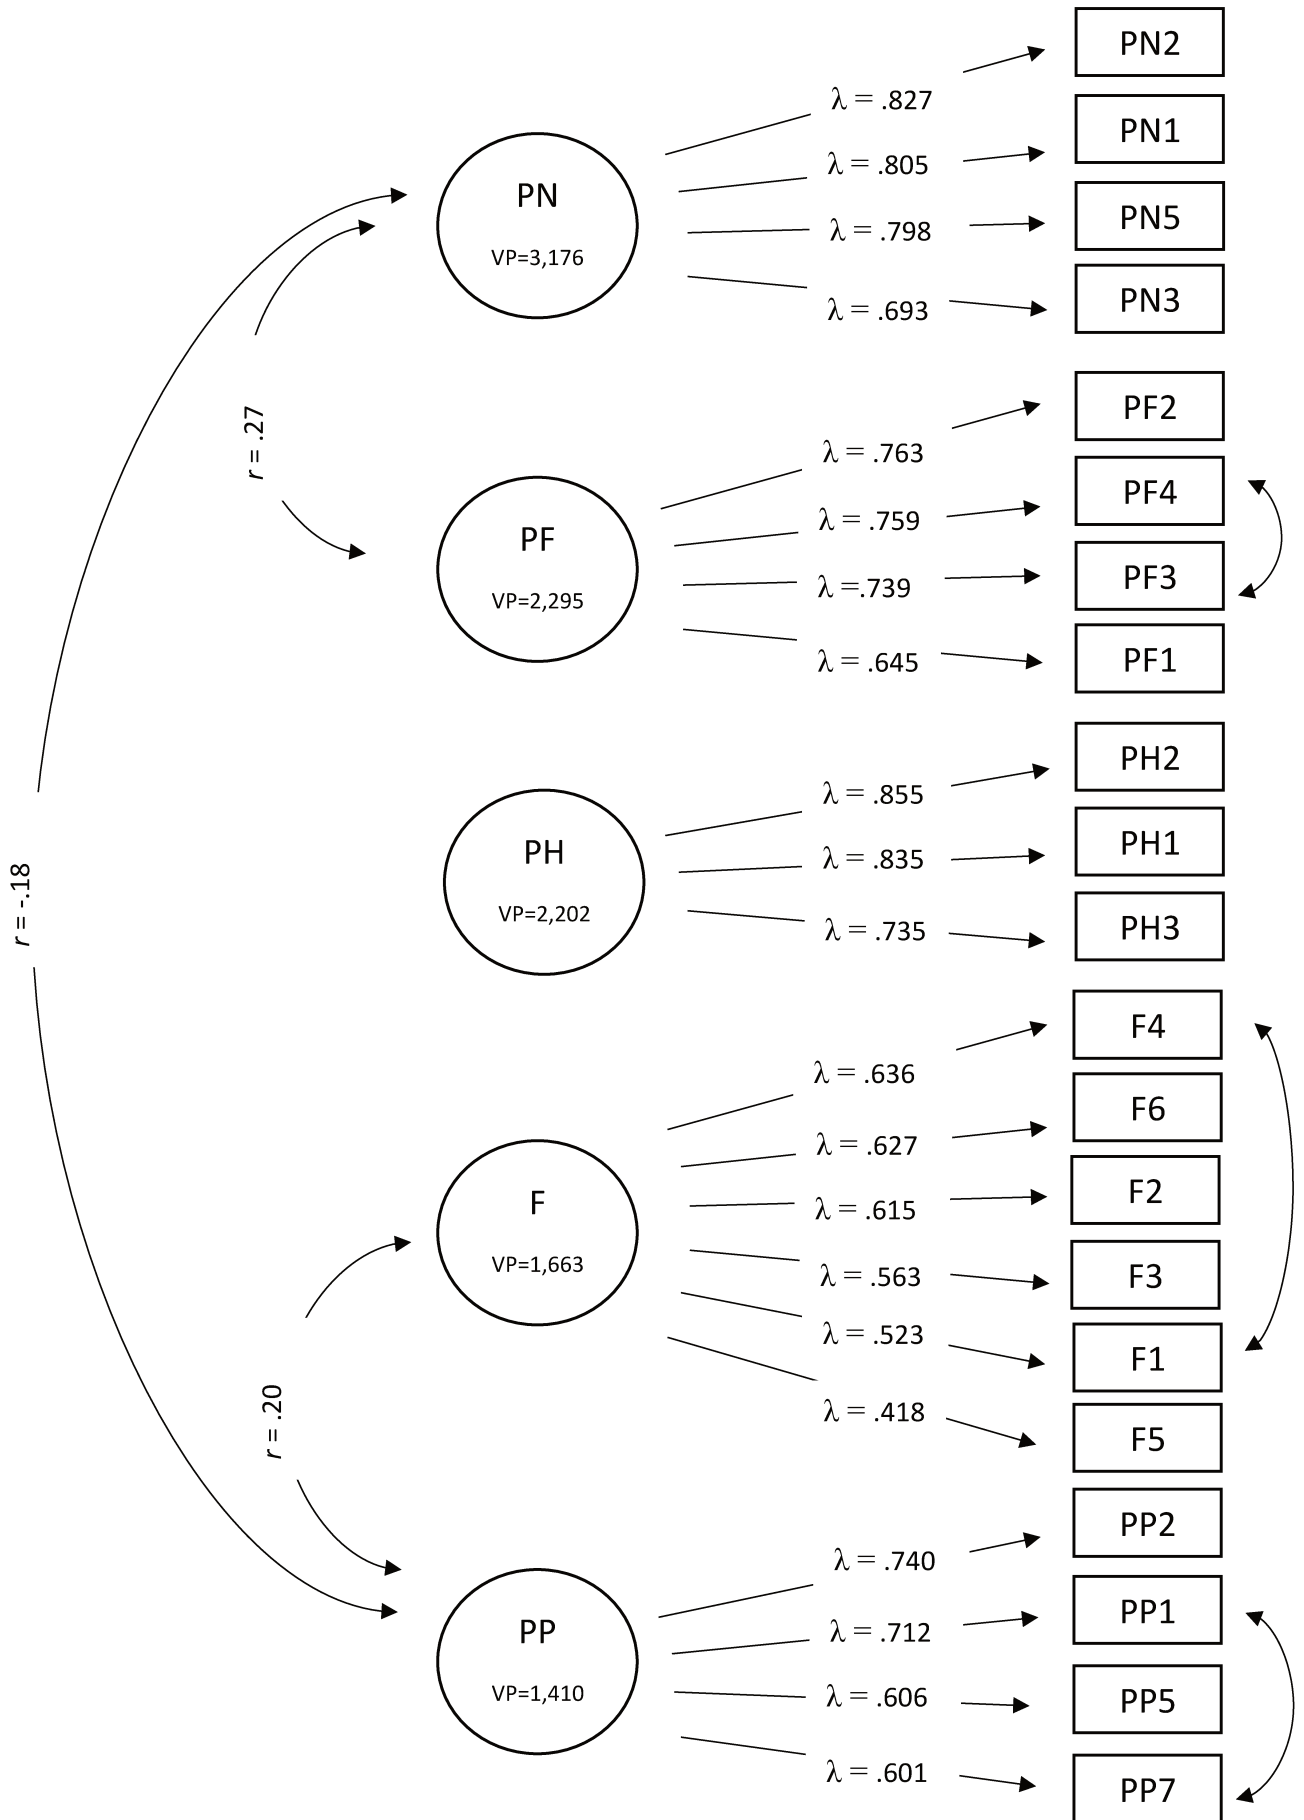 PN2
λ = .827
PN1
PN
λ = .805
PN5
VP=3,176
λ = .798
PN3
λ = .693
r = .27
PF2
λ = .763
PF4
PF
λ = .759
PF3
VP=2,295
λ =.739
PF1
λ = .645
PH2
λ = .855
PH
PH1
λ = .835
VP=2,202
PH3
λ = .735
r = -.18
F4
λ = .636
F6
λ = .627
F
F2
λ = .615
VP=1,663
F3
λ = .563
F1
λ = .523
F5
λ = .418
r = .20
PP2
λ = .740
PP
PP1
λ = .712
VP=1,410
PP5
λ = .606
PP7
λ = .601